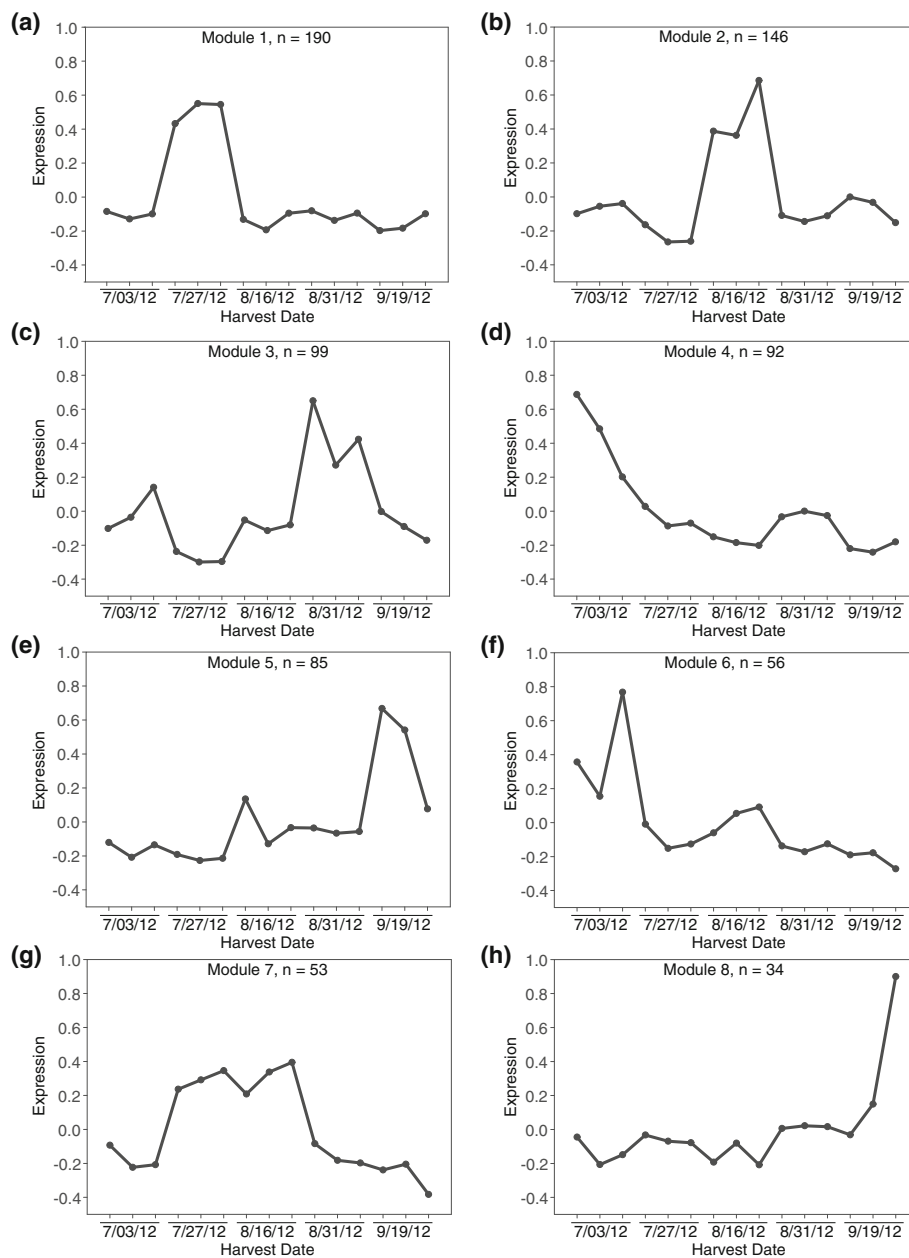 (a)
Module 1, n = 190
1.0
0.8
0.6
0.4
0.2
0.0
-0.2
-0.4
Expression
7/03/12 7/27/12 8/16/12 8/31/12 9/19/12
Harvest Date
(b)
Module 2, n = 146
1.0
0.8
0.6
0.4
0.2
0.0
-0.2
-0.4
Expression
7/03/12 7/27/12 8/16/12 8/31/12 9/19/12
Harvest Date
(c)
Module 3, n = 99
1.0
0.8
0.6
0.4
0.2
0.0
-0.2
-0.4
Expression
7/03/12 7/27/12 8/16/12 8/31/12 9/19/12
Harvest Date
(d)
Module 4, n = 92
1.0
0.8
0.6
0.4
0.2
0.0
-0.2
-0.4
Expression
7/03/12 7/27/12 8/16/12 8/31/12 9/19/12
Harvest Date
(e)
Module 5, n = 85
1.0
0.8
0.6
0.4
0.2
0.0
-0.2
-0.4
Expression
7/03/12 7/27/12 8/16/12 8/31/12 9/19/12
Harvest Date
(f)
Module 6, n = 56
1.0
0.8
0.6
0.4
0.2
0.0
-0.2
-0.4
Expression
7/03/12 7/27/12 8/16/12 8/31/12 9/19/12
Harvest Date
(g)
Module 7, n = 53
1.0
0.8
0.6
0.4
0.2
0.0
-0.2
-0.4
Expression
7/03/12 7/27/12 8/16/12 8/31/12 9/19/12
Harvest Date
(h)
Module 8, n = 34
1.0
0.8
0.6
0.4
0.2
0.0
-0.2
-0.4
Expression
7/03/12 7/27/12 8/16/12 8/31/12 9/19/12
Harvest Date